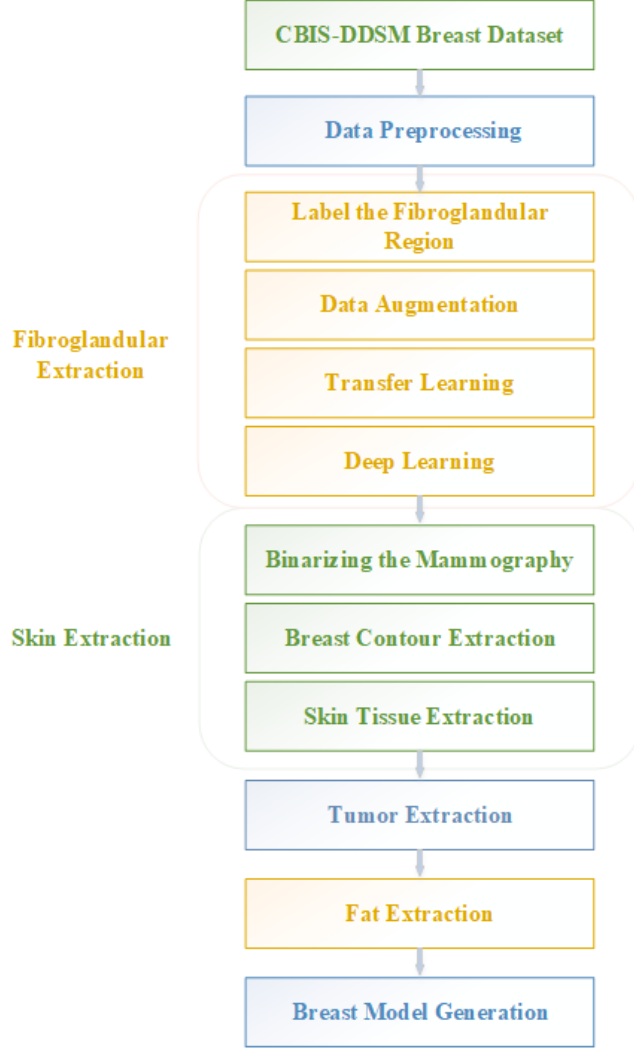 CBIS-DDSM Breast Dataset
Data Preprocessing
Label the Fibroglandular
Region
Data Augmentation
Fibroglandular
Extraction
Transfer Learning
Deep Learning
Binarizing the Mammography
Breast Contour Extraction
Skin Extraction
Skin Tissue Extraction
Tumor Extraction
Fat Extraction
Breast Model Generation